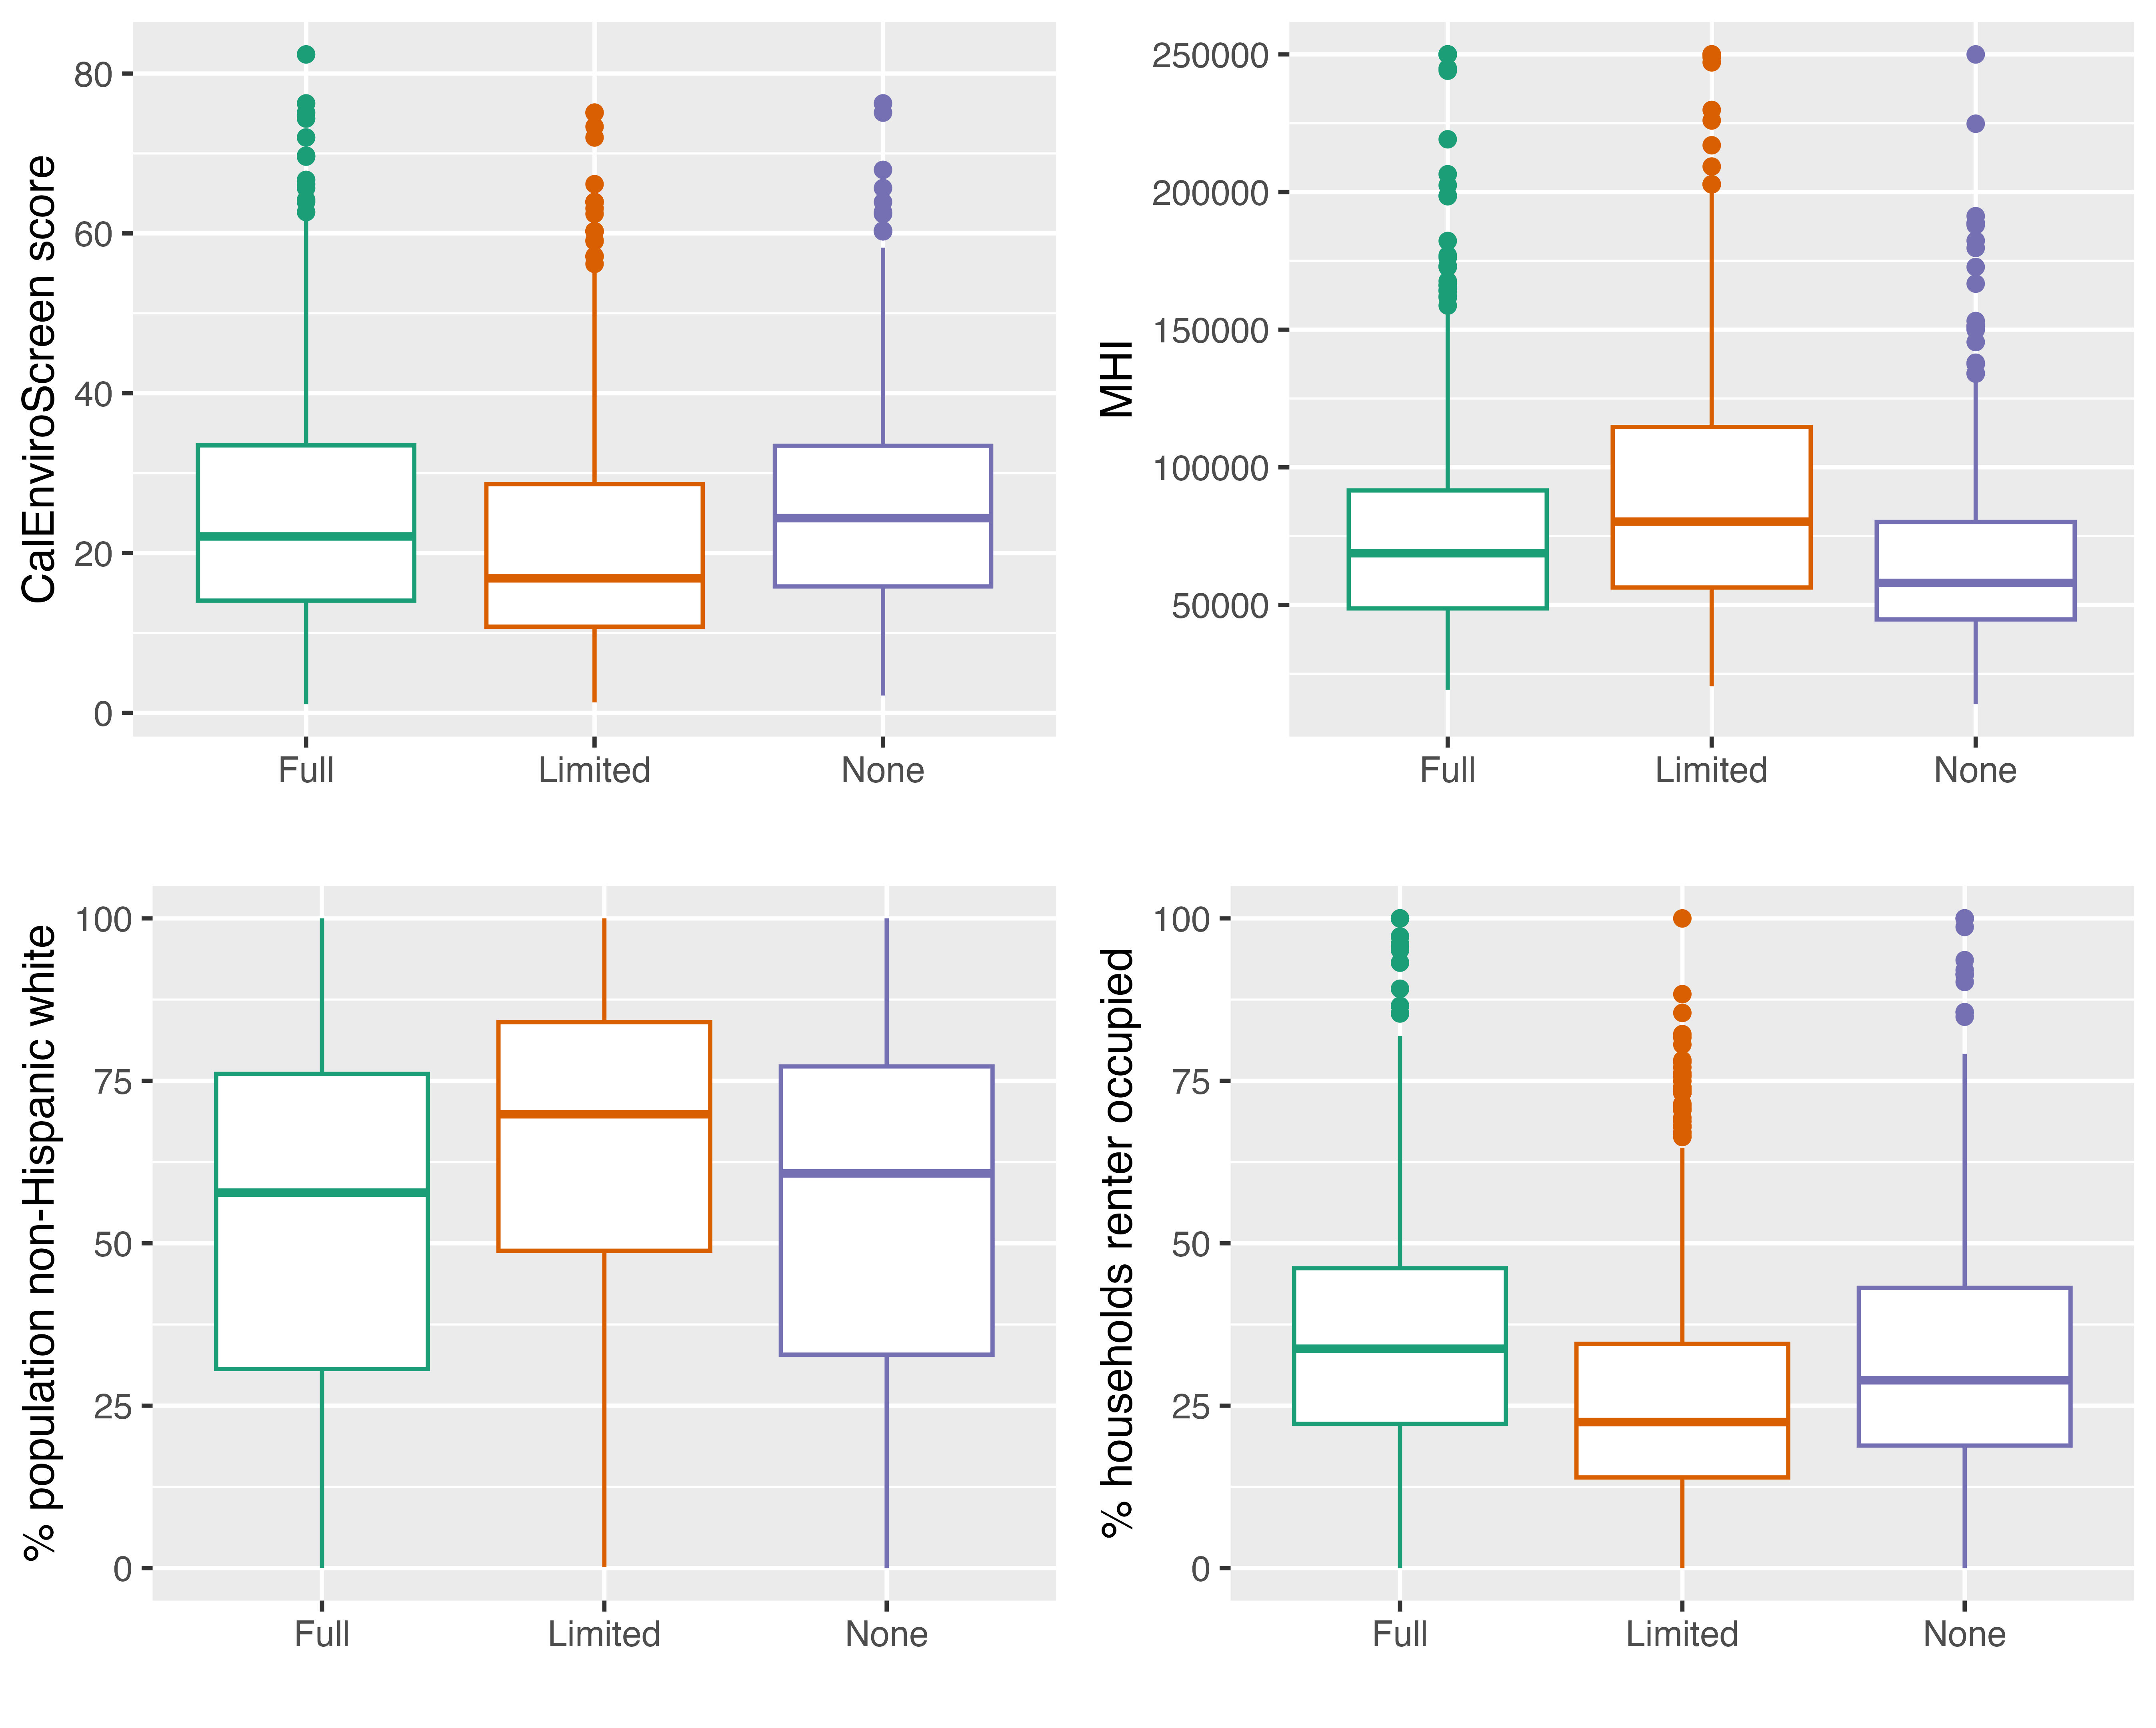 CalEnviroScreen score
80
60
40
20
0
Full Limited None
MHI
250000
200000
150000
100000
50000
Full Limited None
% population non-Hispanic white
100
75
50
25
0
Full Limited None
% households renter occupied
100
75
50
25
0
Full Limited None